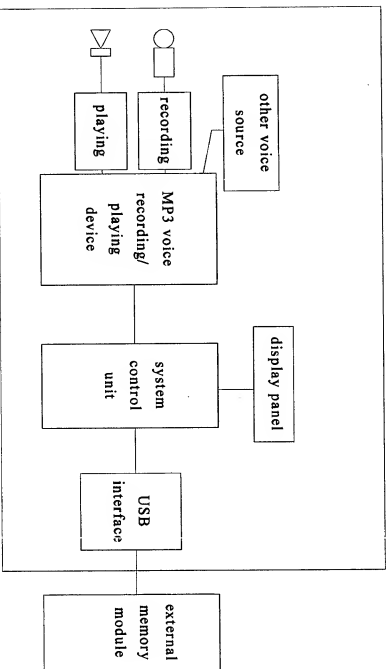 other voice
source
recording
playing
MP3 voice
recording/
playing
device
display panel
system
control
unit
USB
interface
external
memory
module